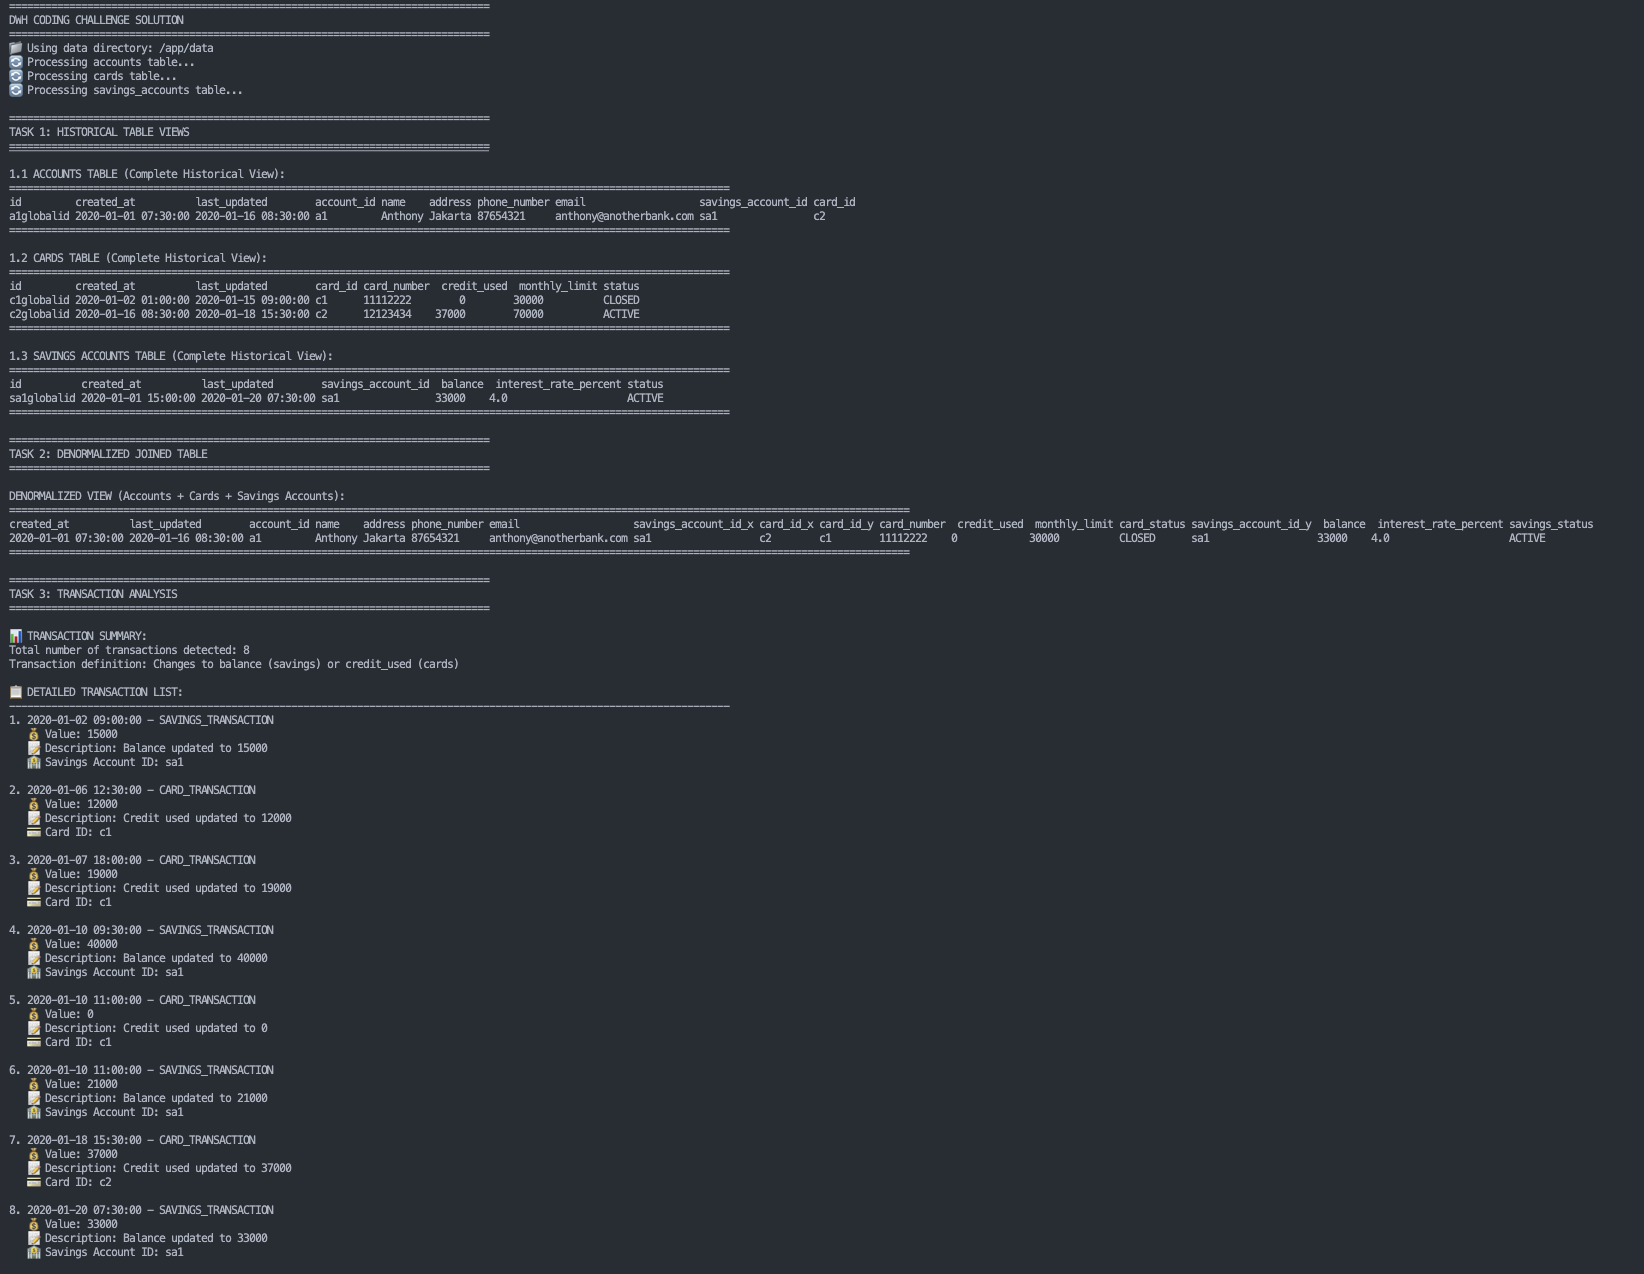 ================================================================================
DWH CODING CHALLENGE SOLUTION
================================================================================
📁 Using data directory: /app/data
🔄 Processing accounts table...
🔄 Processing cards table...
🔄 Processing savings_accounts table...
================================================================================
TASK 1: HISTORICAL TABLE VIEWS
================================================================================
1.1 ACCOUNTS TABLE (Complete Historical View):
========================================================================================================================
id         created_at          last_updated        account_id name    address phone_number email                   savings_account_id card_id
a1globalid 2020-01-01 07:30:00 2020-01-16 08:30:00 a1         Anthony Jakarta 87654321     anthony@anotherbank.com sa1                c2
========================================================================================================================
1.2 CARDS TABLE (Complete Historical View):
========================================================================================================================
id         created_at          last_updated        card_id card_number  credit_used  monthly_limit status
c1globalid 2020-01-02 01:00:00 2020-01-15 09:00:00 c1      11112222        0        30000          CLOSED
c2globalid 2020-01-16 08:30:00 2020-01-18 15:30:00 c2      12123434    37000        70000          ACTIVE
========================================================================================================================
1.3 SAVINGS ACCOUNTS TABLE (Complete Historical View):
========================================================================================================================
id          created_at          last_updated        savings_account_id  balance  interest_rate_percent status
sa1globalid 2020-01-01 15:00:00 2020-01-20 07:30:00 sa1                33000    4.0                    ACTIVE
========================================================================================================================
================================================================================
TASK 2: DENORMALIZED JOINED TABLE
================================================================================
DENORMALIZED VIEW (Accounts + Cards + Savings Accounts):
======================================================================================================================================================
created_at          last_updated        account_id name    address phone_number email                   savings_account_id_x card_id_x card_id_y card_number  credit_used  monthly_limit card_status savings_account_id_y  balance  interest_rate_percent savings_status
2020-01-01 07:30:00 2020-01-16 08:30:00 a1         Anthony Jakarta 87654321     anthony@anotherbank.com sa1                  c2        c1        11112222    0            30000          CLOSED      sa1                  33000    4.0                    ACTIVE
======================================================================================================================================================
================================================================================
TASK 3: TRANSACTION ANALYSIS
================================================================================
📊 TRANSACTION SUMMARY:
Total number of transactions detected: 8
Transaction definition: Changes to balance (savings) or credit_used (cards)
📋 DETAILED TRANSACTION LIST:
------------------------------------------------------------------------------------------------------------------------
1. 2020-01-02 09:00:00 - SAVINGS_TRANSACTION
💰 Value: 15000
📝 Description: Balance updated to 15000
🏦 Savings Account ID: sa1
2. 2020-01-06 12:30:00 - CARD_TRANSACTION
💰 Value: 12000
📝 Description: Credit used updated to 12000
💳 Card ID: c1
3. 2020-01-07 18:00:00 - CARD_TRANSACTION
💰 Value: 19000
📝 Description: Credit used updated to 19000
💳 Card ID: c1
4. 2020-01-10 09:30:00 - SAVINGS_TRANSACTION
💰 Value: 40000
📝 Description: Balance updated to 40000
🏦 Savings Account ID: sa1
5. 2020-01-10 11:00:00 - CARD_TRANSACTION
💰 Value: 0
📝 Description: Credit used updated to 0
💳 Card ID: c1
6. 2020-01-10 11:00:00 - SAVINGS_TRANSACTION
💰 Value: 21000
📝 Description: Balance updated to 21000
🏦 Savings Account ID: sa1
7. 2020-01-18 15:30:00 - CARD_TRANSACTION
💰 Value: 37000
📝 Description: Credit used updated to 37000
💳 Card ID: c2
8. 2020-01-20 07:30:00 - SAVINGS_TRANSACTION
💰 Value: 33000
📝 Description: Balance updated to 33000
🏦 Savings Account ID: sa1